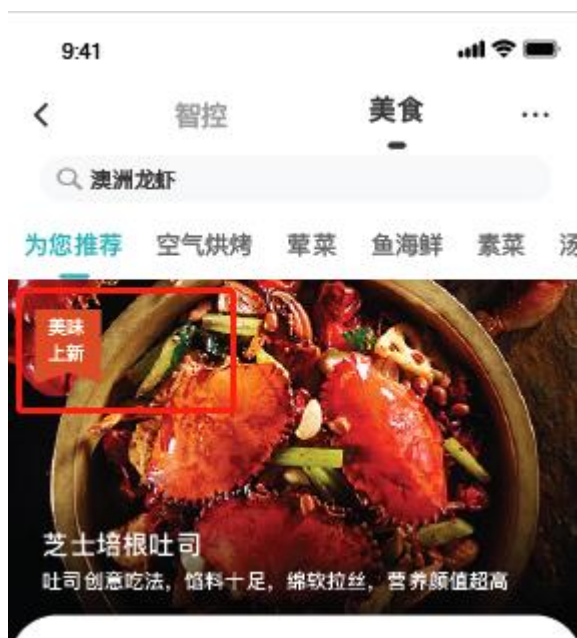 9:41
智控 美食 ...
澳洲龙虾
为您推荐 空气烘烤 荤菜 鱼海鲜 素菜 汤
美味
上新
芝士培根吐司
吐司创意吃法，馅料十足，绵软拉丝，营养颜值超高